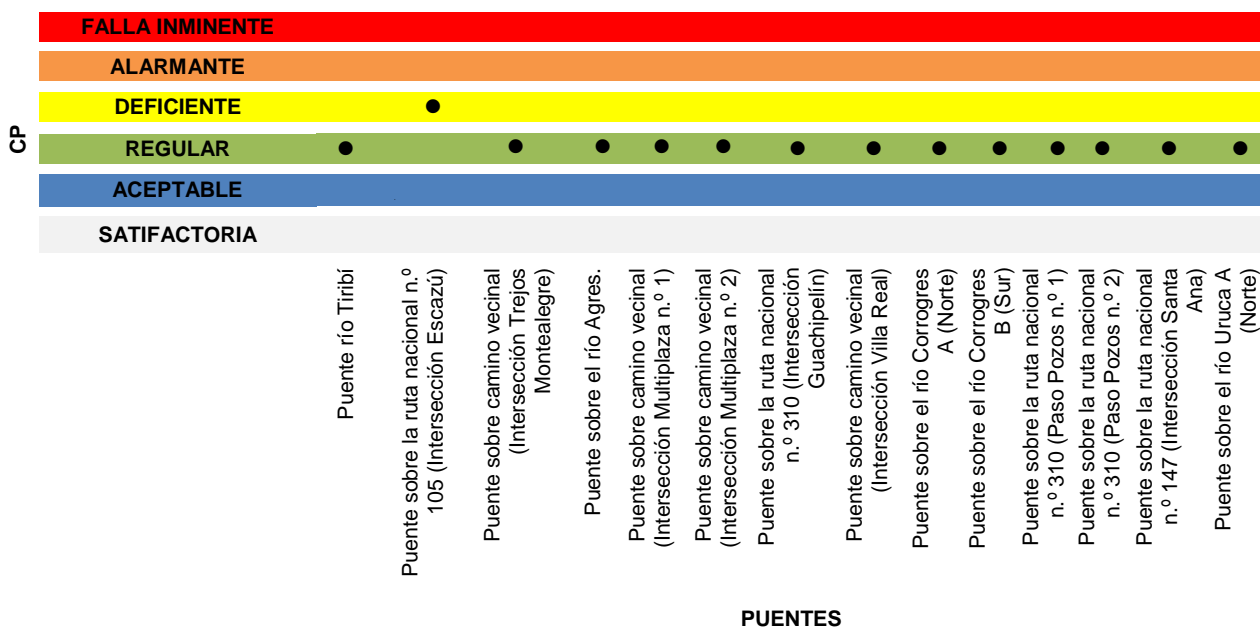 FALLA INMINENTE
ALARMANTE
DEFICIENTE
REGULAR
ACEPTABLE
SATIFACTORIA
CP
Puente río Tiribí
Puente sobre la ruta nacional n.º
105 (Intersección Escazú)
Puente sobre camino vecinal
(Intersección Trejos
Montealegre)
Puente sobre el río Agres.
Puente sobre camino vecinal
(Intersección Multiplaza n.º 1)
Puente sobre camino vecinal
(Intersección Multiplaza n.º 2)
Puente sobre la ruta nacional
n.º 310 (Intersección
Guachipelín)
Puente sobre camino vecinal
(Intersección Villa Real)
Puente sobre el río Corrogres
A (Norte)
Puente sobre el río Corrogres
B (Sur)
Puente sobre la ruta nacional
n.º 310 (Paso Pozos n.º 1)
Puente sobre la ruta nacional
n.º 310 (Paso Pozos n.º 2)
Puente sobre la ruta nacional
n.º 147 (Intersección Santa
Ana)
Puente sobre el río Uruca A
(Norte)
PUENTES